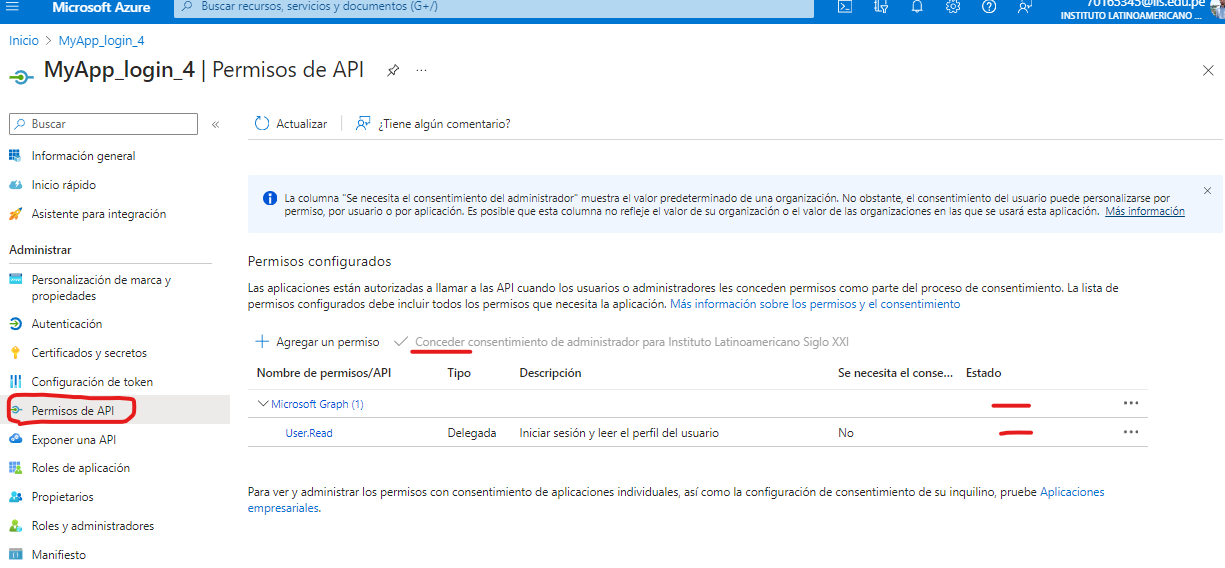 Microsoft Azure
Buscar recursos, servicios y documentos (G+/)
70165345@ils.edu.pe
INSTITUTO LATINOAMERICANO ...
Inicio > MyApp_login_4
MyApp_login_4 | Permisos de API
Buscar
«
Actualizar
¿Tiene algún comentario?
Información general
Inicio rápido
Asistente para integración
Administrar
Personalización de marca y
propiedades
Autenticación
Certificados y secretos
Configuración de token
Permisos de API
Exponer una API
Roles de aplicación
Propietarios
Roles y administradores
Manifiesto
La columna "Se necesita el consentimiento del administrador" muestra el valor predeterminado de una organización. No obstante, el consentimiento del usuario puede personalizarse por
permiso, por usuario o por aplicación. Es posible que esta columna no refleje el valor de su organización o el valor de las organizaciones en las que se usará esta aplicación. Más información
Permisos configurados
Las aplicaciones están autorizadas a llamar a las API cuando los usuarios o administradores les conceden permisos como parte del proceso de consentimiento. La lista de
permisos configurados debe incluir todos los permisos que necesita la aplicación. Más información sobre los permisos y el consentimiento
Agregar un permiso
Conceder consentimiento de administrador para Instituto Latinoamericano Siglo XXI
Nombre de permisos/API Tipo Descripción Se necesita el conse... Estado
Microsoft Graph (1)
User.Read Delegada Iniciar sesión y leer el perfil del usuario No
Para ver y administrar los permisos con consentimiento de aplicaciones individuales, así como la configuración de consentimiento de su inquilino, pruebe Aplicaciones
empresariales.